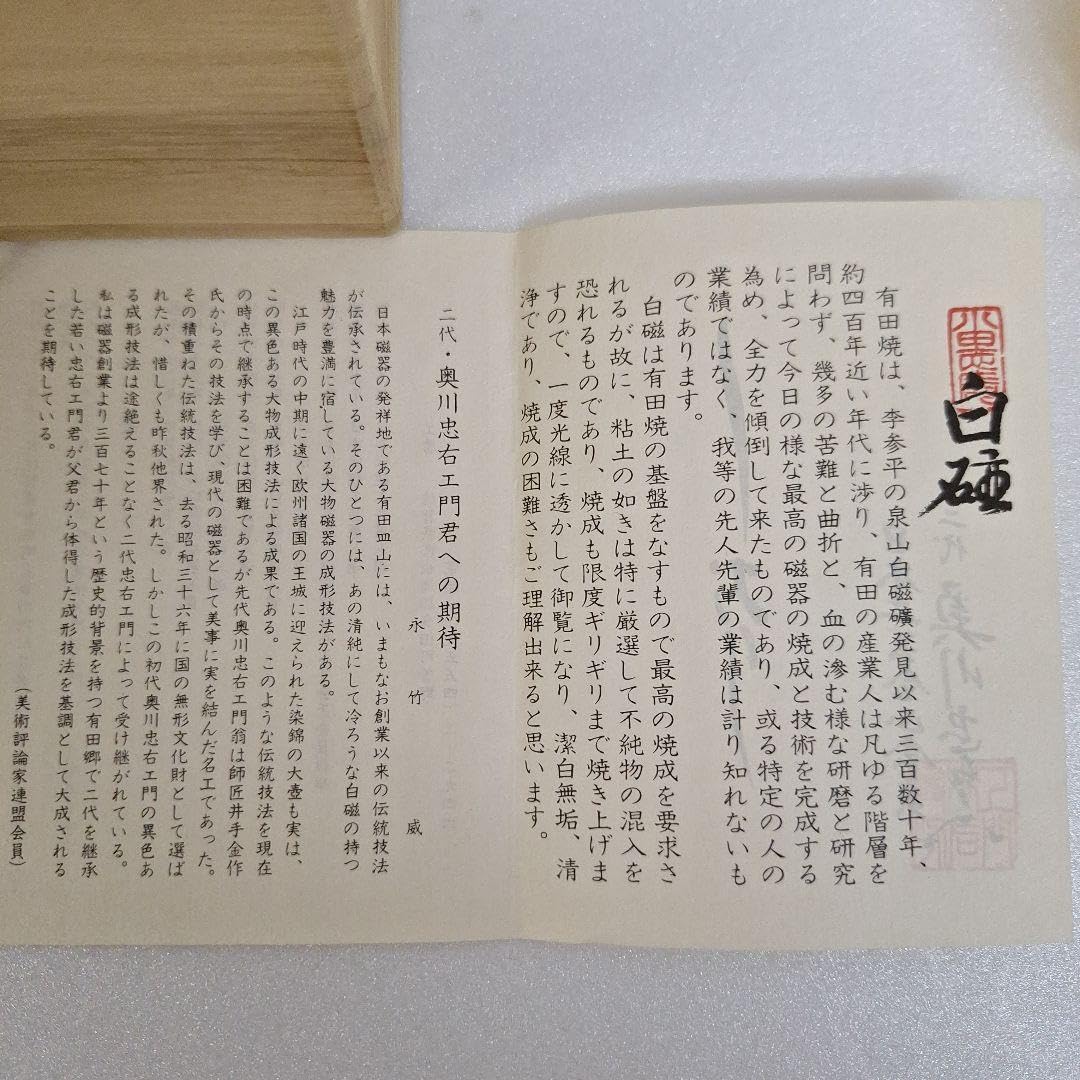 白磁
有田焼は、李参平の泉山白磁礦発見以来三百数十年、
約四百年近い年代に渉り、有田の産業人は凡ゆる階層を
問わず、幾多の苦難と曲折と、血の滲む様な研磨と研究
によって今日の様な最高の磁器の焼成と技術を完成する
為め、全力を傾倒して来たものであり、或る特定の人の
業績ではなく、我等の先人先輩の業績は計り知れないも
のであります。
白磁は有田焼の基盤をなすもので最高の焼成を要求さ
れるが故に、粘土の如きは特に厳選して不純物の混入を
恐れるものであり、焼成も限度ギリギリまで焼き上げま
すので、一度光線に透かして御覧になり、潔白無垢、清
浄であり、焼成の困難さもご理解出来ると思います。
二代・奥川忠右エ門君への期待
永竹威
日本磁器の発祥地である有田皿山には、いまもなお創業以来の伝統技法
が伝承されている。そのひとつには、あの清純にして冷ろうな白磁の持つ
魅力を豊満に宿している大物磁器の成形技法がある。
江戸時代の中期に遠く欧州諸国の王城に迎えられた染錦の大壺も実は、
この異色ある大物成形技法による成果である。このような伝統技法を現在
の時点で継承することは困難であるが先代奥川忠右エ門翁は師匠井手金作
氏からその技法を学び、現代の磁器として美事に実を結んだ名工であった。
その積重ねた伝統技法は、去る昭和三十六年に国の無形文化財として選ば
れたが、惜しくも昨秋他界された。しかしこの初代奥川忠右エ門の異色あ
る成形技法は途絶えることなく二代忠右エ門によって受け継がれている。
私は磁器創業より三百七十年という歴史的背景を持つ有田郷で二代を継承
した若い忠右エ門君が父君から体得した成形技法を基調として大成される
ことを期待している。
（美術評論家連盟会員）